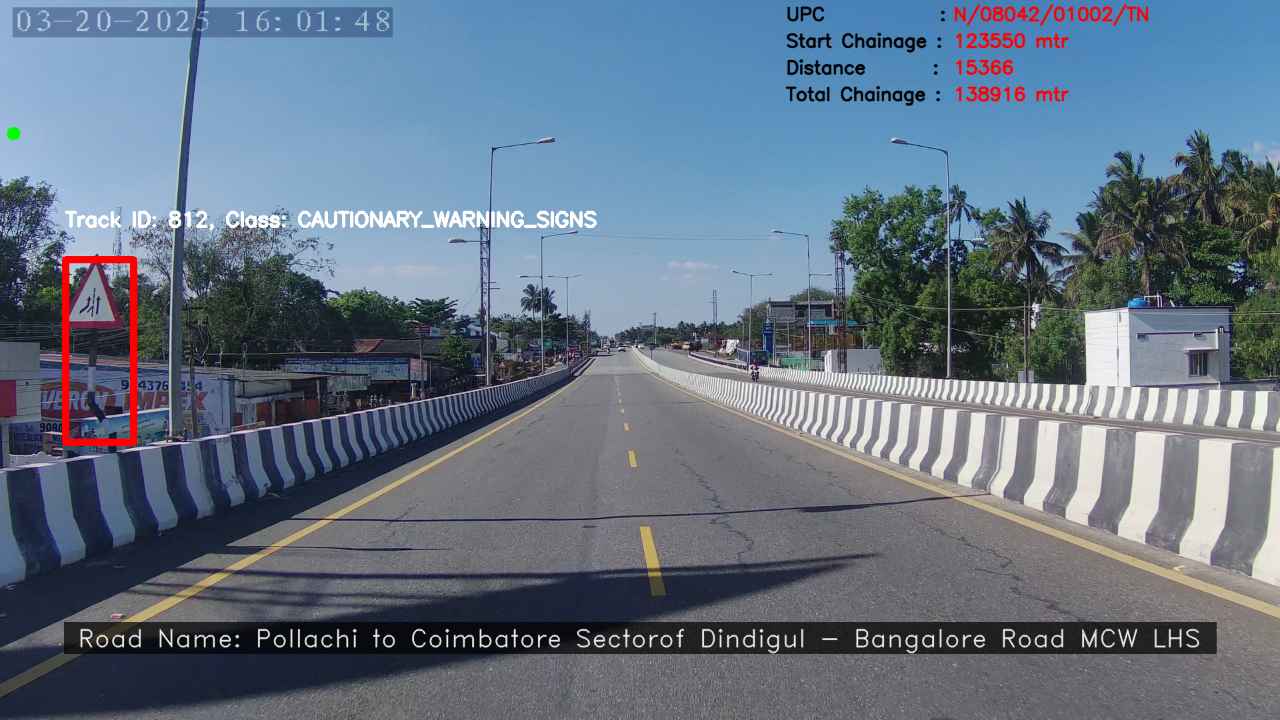 03-20-2025 16:01:48
UPC : N/08042/01002/TN
Start Chainage : 123550 mtr
Distance : 15366
Total Chainage : 138916 mtr
Track ID: 812, Class: CAUTIONARY_WARNING_SIGNS
Road Name: Pollachi to Coimbatore Sectorof Dindigul - Bangalore Road MCW LHS